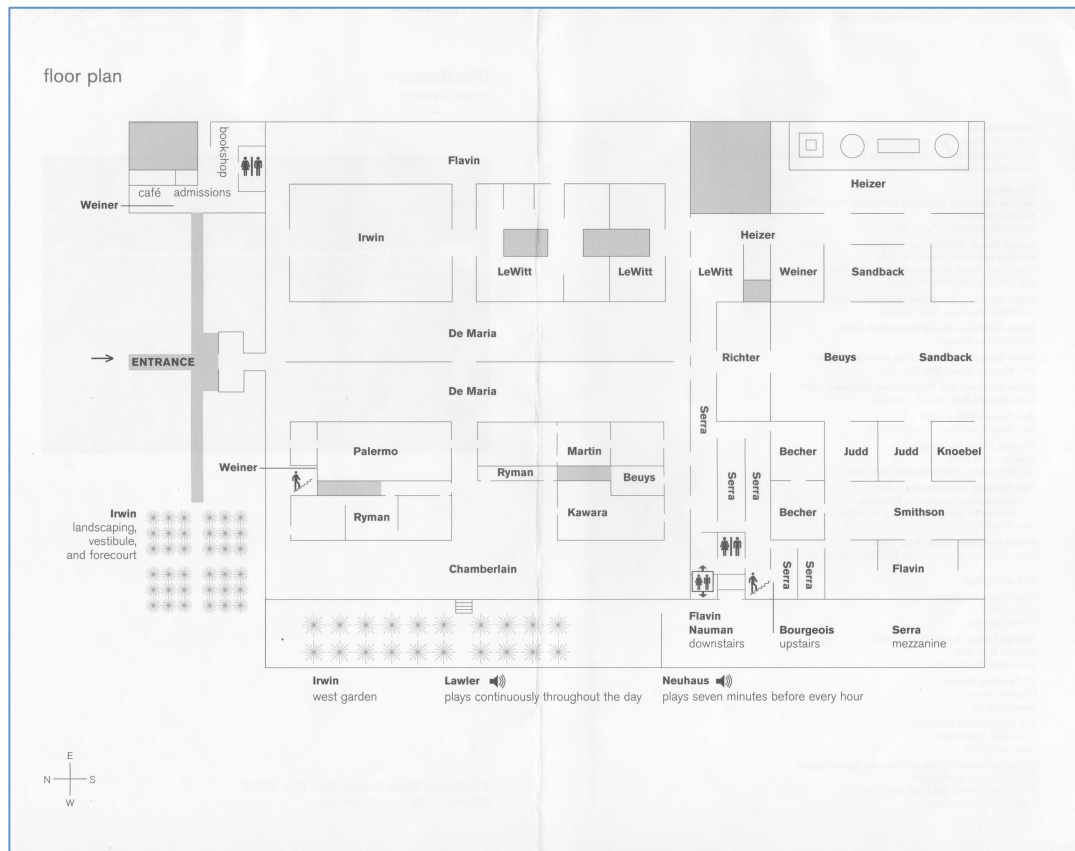 floor plan
bookshop
café
admissions
Weiner
Flavin
Heizer
Irwin
LeWitt
LeWitt
Heizer
LeWitt
Weiner
Sandback
De Maria
ENTRANCE
Richter
Beuys
Sandback
De Maria
Serra
Palermo
Martin
Becher
Judd
Judd
Knoebel
Weiner
Ryman
Beuys
Serra
Serra
Irwin
landscaping,
vestibule,
and forecourt
Ryman
Kawara
Becher
Smithson
Chamberlain
Serra
Serra
Flavin
Flavin
Nauman
downstairs
Bourgeois
upstairs
Serra
mezzanine
Irwin
west garden
Lawler
plays continuously throughout the day
Neuhaus
plays seven minutes before every hour
E
N
S
W